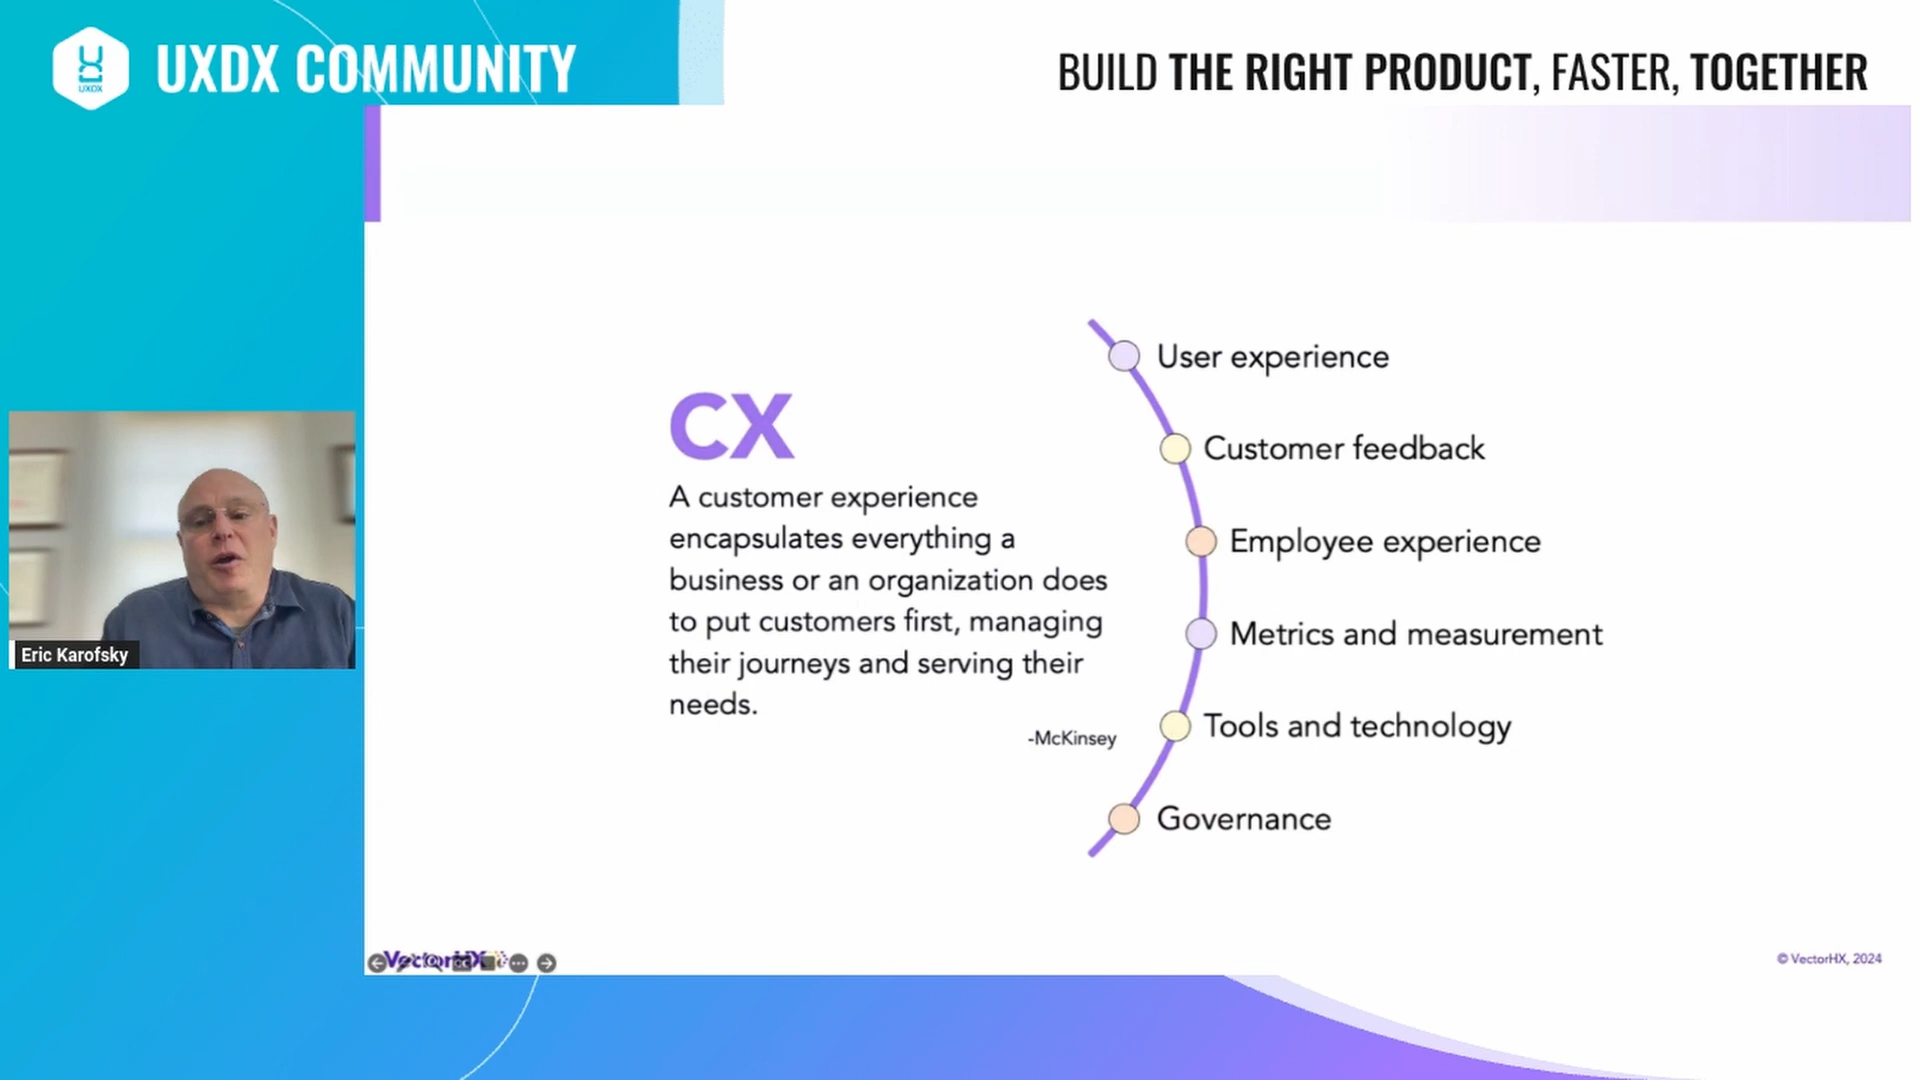 UXDX
UXDX COMMUNITY
BUILD THE RIGHT PRODUCT, FASTER, TOGETHER
CX
A customer experience
encapsulates everything a
business or an organization does
to put customers first, managing
their journeys and serving their
needs.
-McKinsey
User experience
Customer feedback
Employee experience
Metrics and measurement
Tools and technology
Governance
Eric Karofsky
VectorHX
© VectorHX, 2024